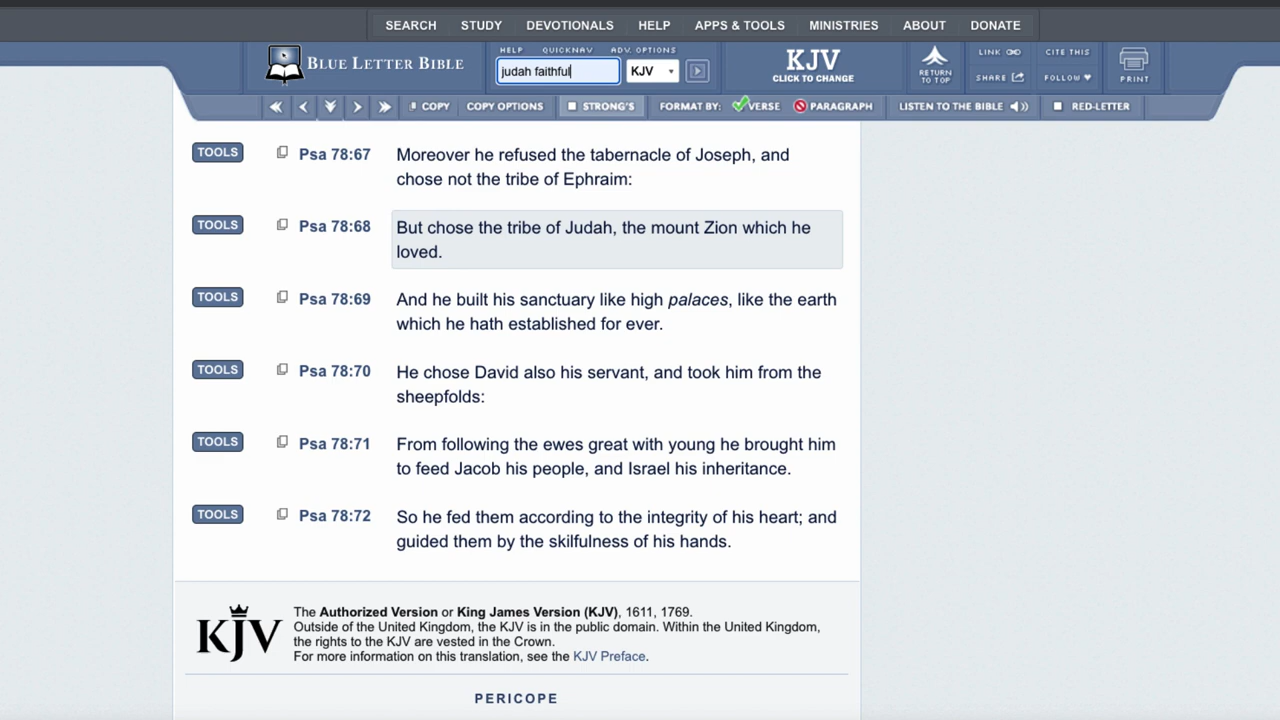 SEARCH STUDY DEVOTIONALS HELP APPS & TOOLS MINISTRIES ABOUT DONATE
BLUE LETTER BIBLE
HELP QUICKNAV ADV. OPTIONS
judah faithful KJV
KJV
CLICK TO CHANGE
RETURN
TO TOP
LINK CITE THIS
SHARE FOLLOW
PRINT
COPY COPY OPTIONS STRONG'S FORMAT BY: VERSE PARAGRAPH LISTEN TO THE BIBLE RED-LETTER
TOOLS Psa 78:67 Moreover he refused the tabernacle of Joseph, and
chose not the tribe of Ephraim:
TOOLS Psa 78:68 But chose the tribe of Judah, the mount Zion which he
loved.
TOOLS Psa 78:69 And he built his sanctuary like high palaces, like the earth
which he hath established for ever.
TOOLS Psa 78:70 He chose David also his servant, and took him from the
sheepfolds:
TOOLS Psa 78:71 From following the ewes great with young he brought him
to feed Jacob his people, and Israel his inheritance.
TOOLS Psa 78:72 So he fed them according to the integrity of his heart; and
guided them by the skilfulness of his hands.
KJV
The Authorized Version or King James Version (KJV), 1611, 1769.
Outside of the United Kingdom, the KJV is in the public domain. Within the United Kingdom,
the rights to the KJV are vested in the Crown.
For more information on this translation, see the KJV Preface.
PERICOPE